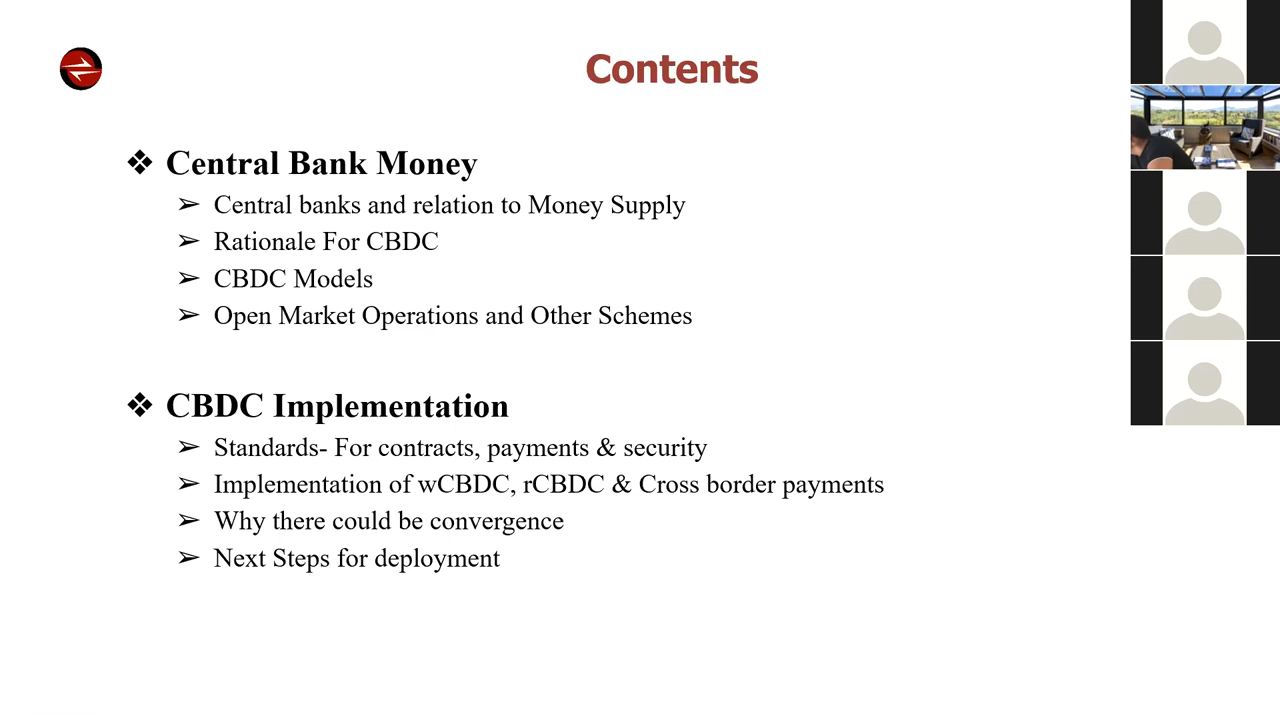 Contents
❖ Central Bank Money
➢ Central banks and relation to Money Supply
➢ Rationale For CBDC
➢ CBDC Models
➢ Open Market Operations and Other Schemes
❖ CBDC Implementation
➢ Standards- For contracts, payments & security
➢ Implementation of wCBDC, rCBDC & Cross border payments
➢ Why there could be convergence
➢ Next Steps for deployment